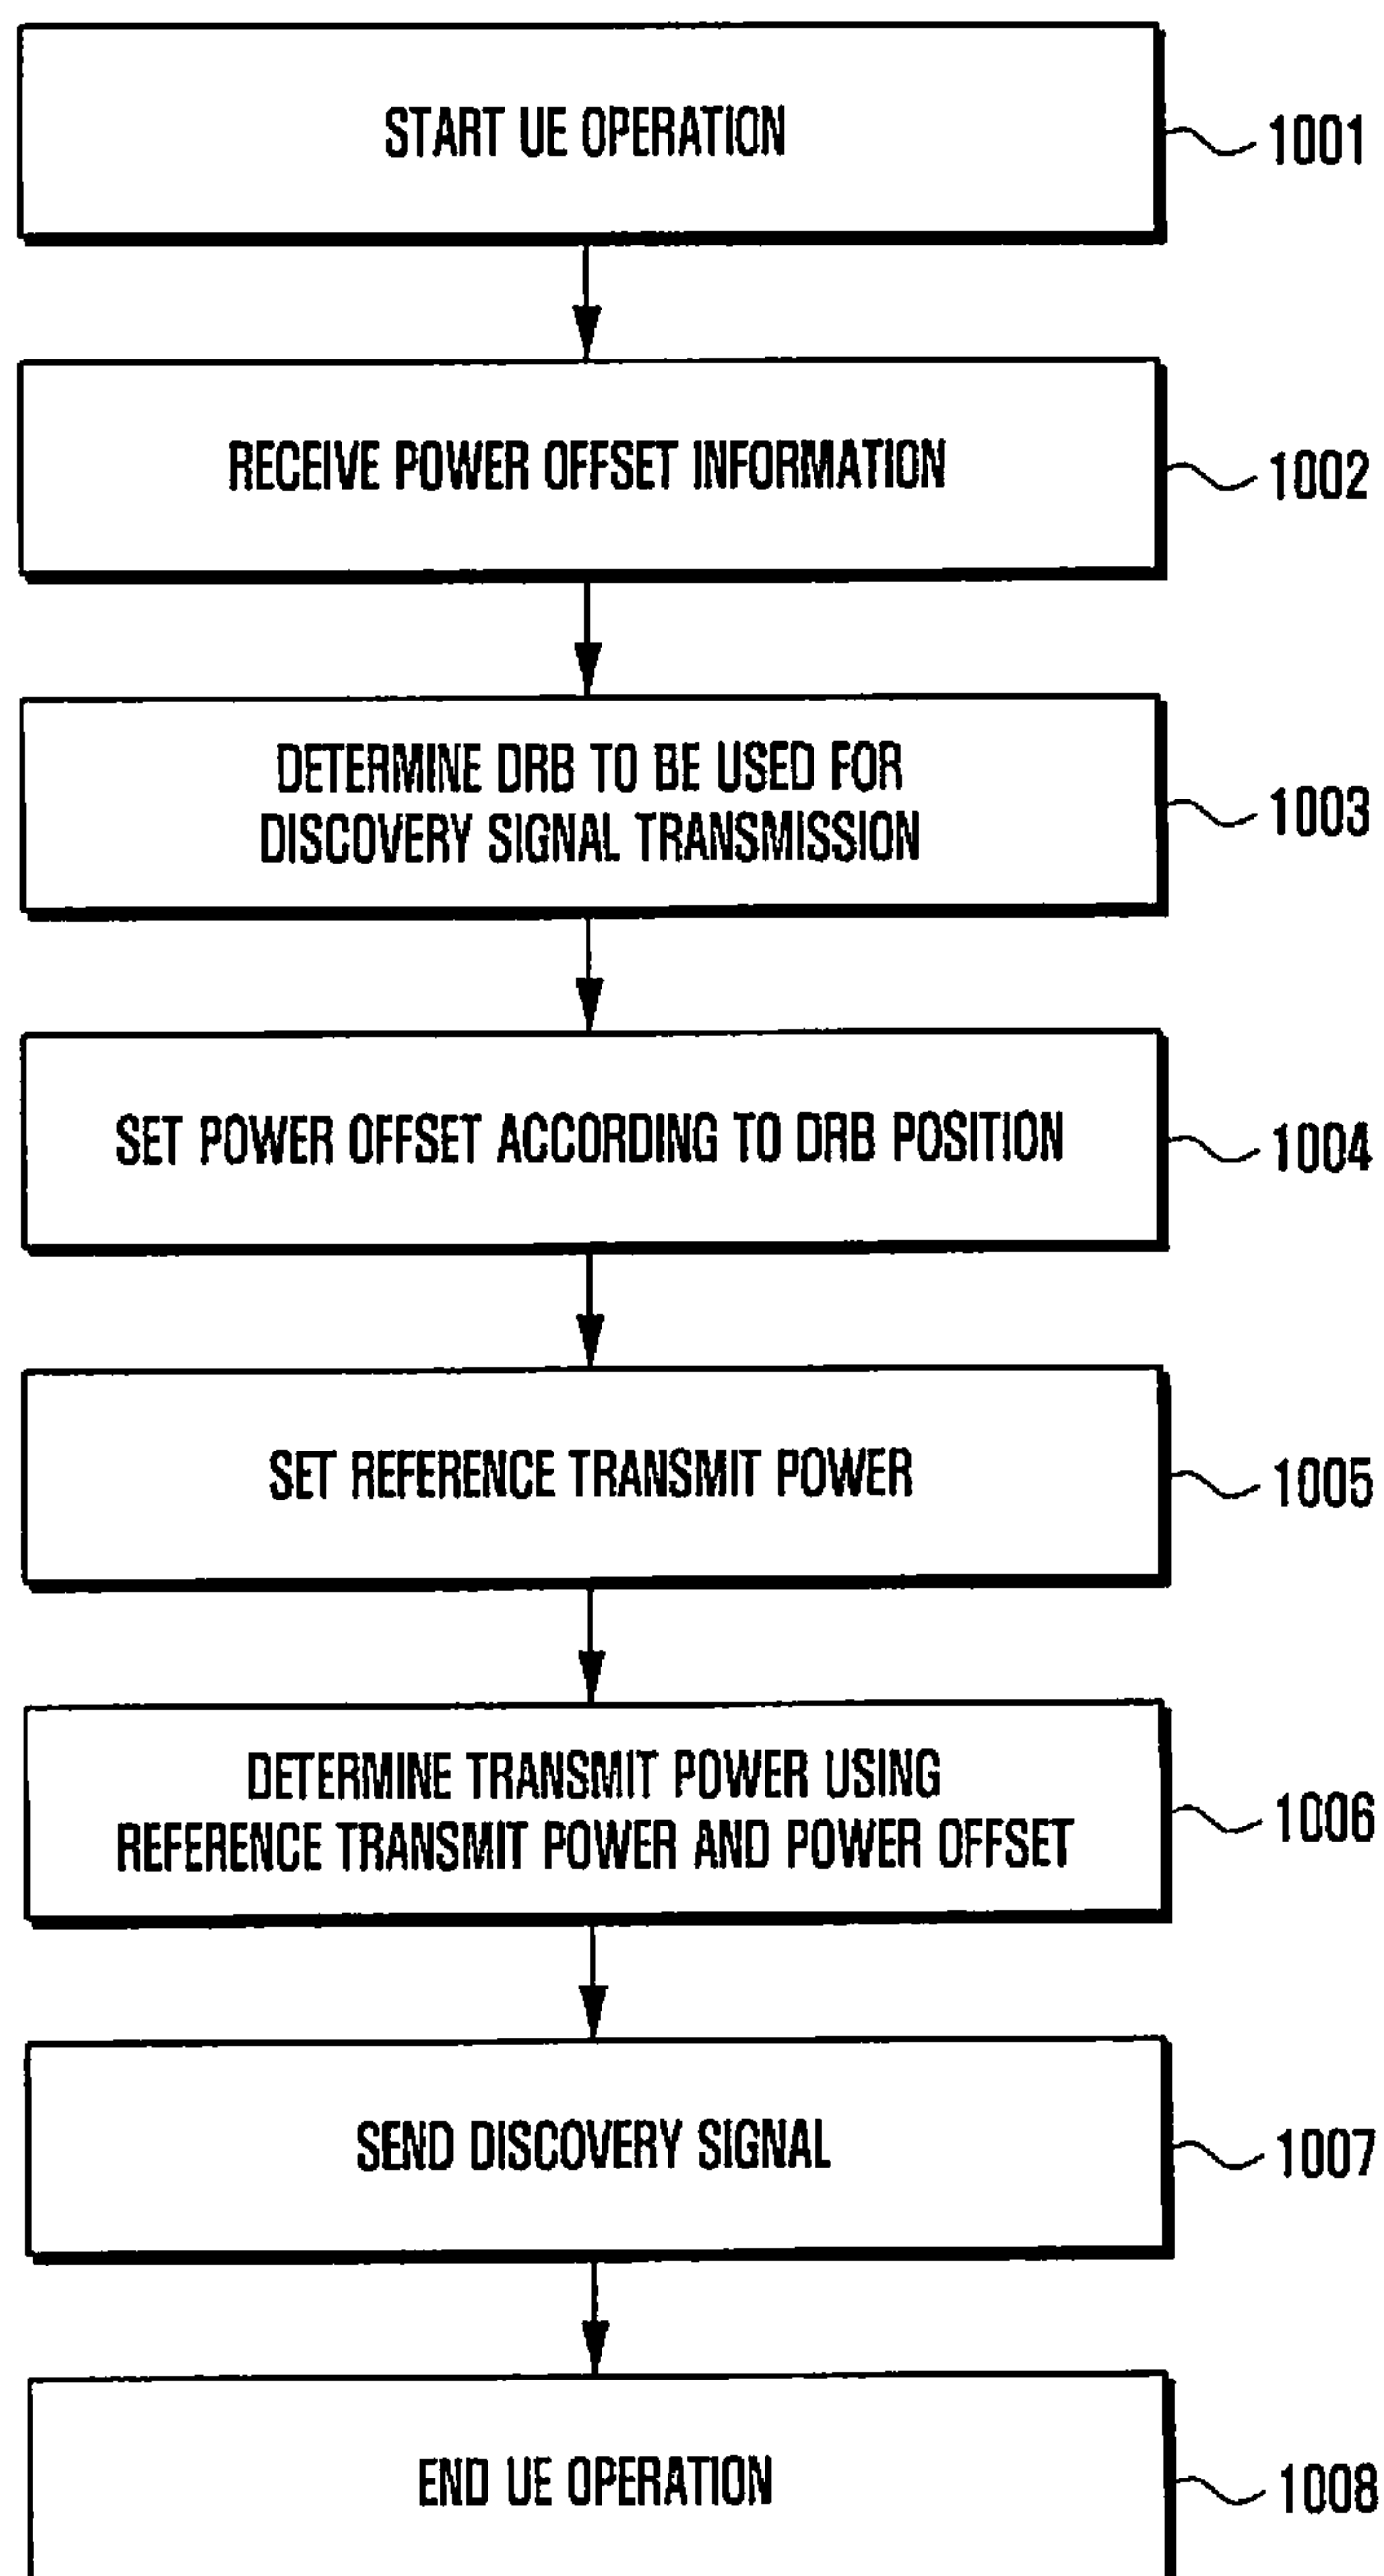 START UE OPERATION
1001
RECEIVE POWER OFFSET INFORMATION
1002
DETERMINE DRB TO BE USED FOR
DISCOVERY SIGNAL TRANSMISSION
1003
SET POWER OFFSET ACCORDING TO DRB POSITION
1004
SET REFERENCE TRANSMIT POWER
1005
DETERMINE TRANSMIT POWER USING
REFERENCE TRANSMIT POWER AND POWER OFFSET
1006
SEND DISCOVERY SIGNAL
1007
END UE OPERATION
1008